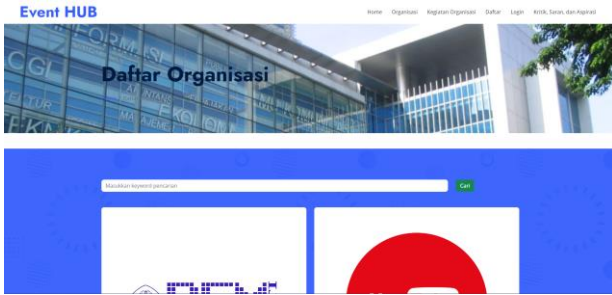 Event HUB
Home Organisasi Kegiatan Organisasi Daftar Login Kritik, Saran, dan Aspirasi
Daftar Organisasi
Masukkan keyword pencarian
Cari